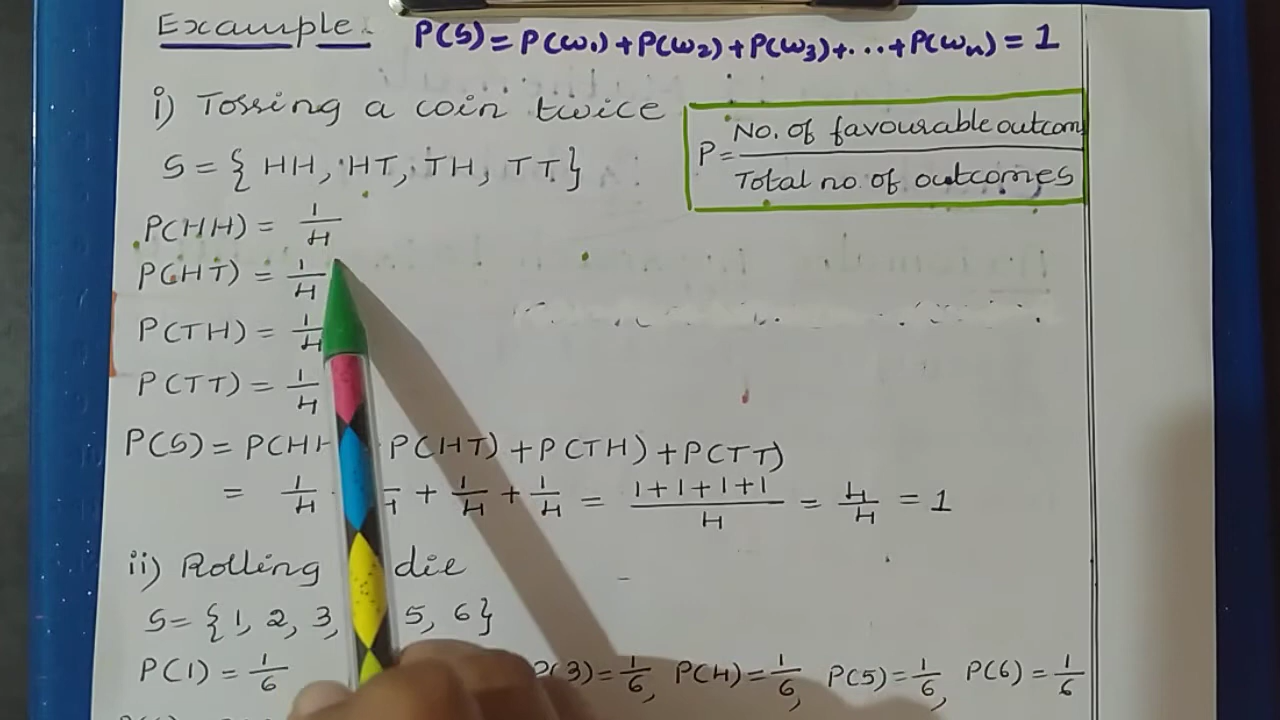 Example. P(S) = P(ω₁) + P(ω₂) + P(ω₃) + ... + P(ωₙ) = 1
i) Tossing a coin twice
P = No. of favourable outcom / Total no. of outcomes
S = { HH, HT, TH, TT }
P(HH) = 1/4
P(HT) = 1/4
P(TH) = 1/4
P(TT) = 1/4
P(S) = P(HH P(HT) + P(TH) + P(TT)
= 1/4 1/4 + 1/4 + 1/4 = 1+1+1+1/4 = 4/4 = 1
ii) Rolling die
S = { 1, 2, 3, 5, 6 }
P(1) = 1/6 P(3) = 1/6, P(4) = 1/6, P(5) = 1/6, P(6) = 1/6